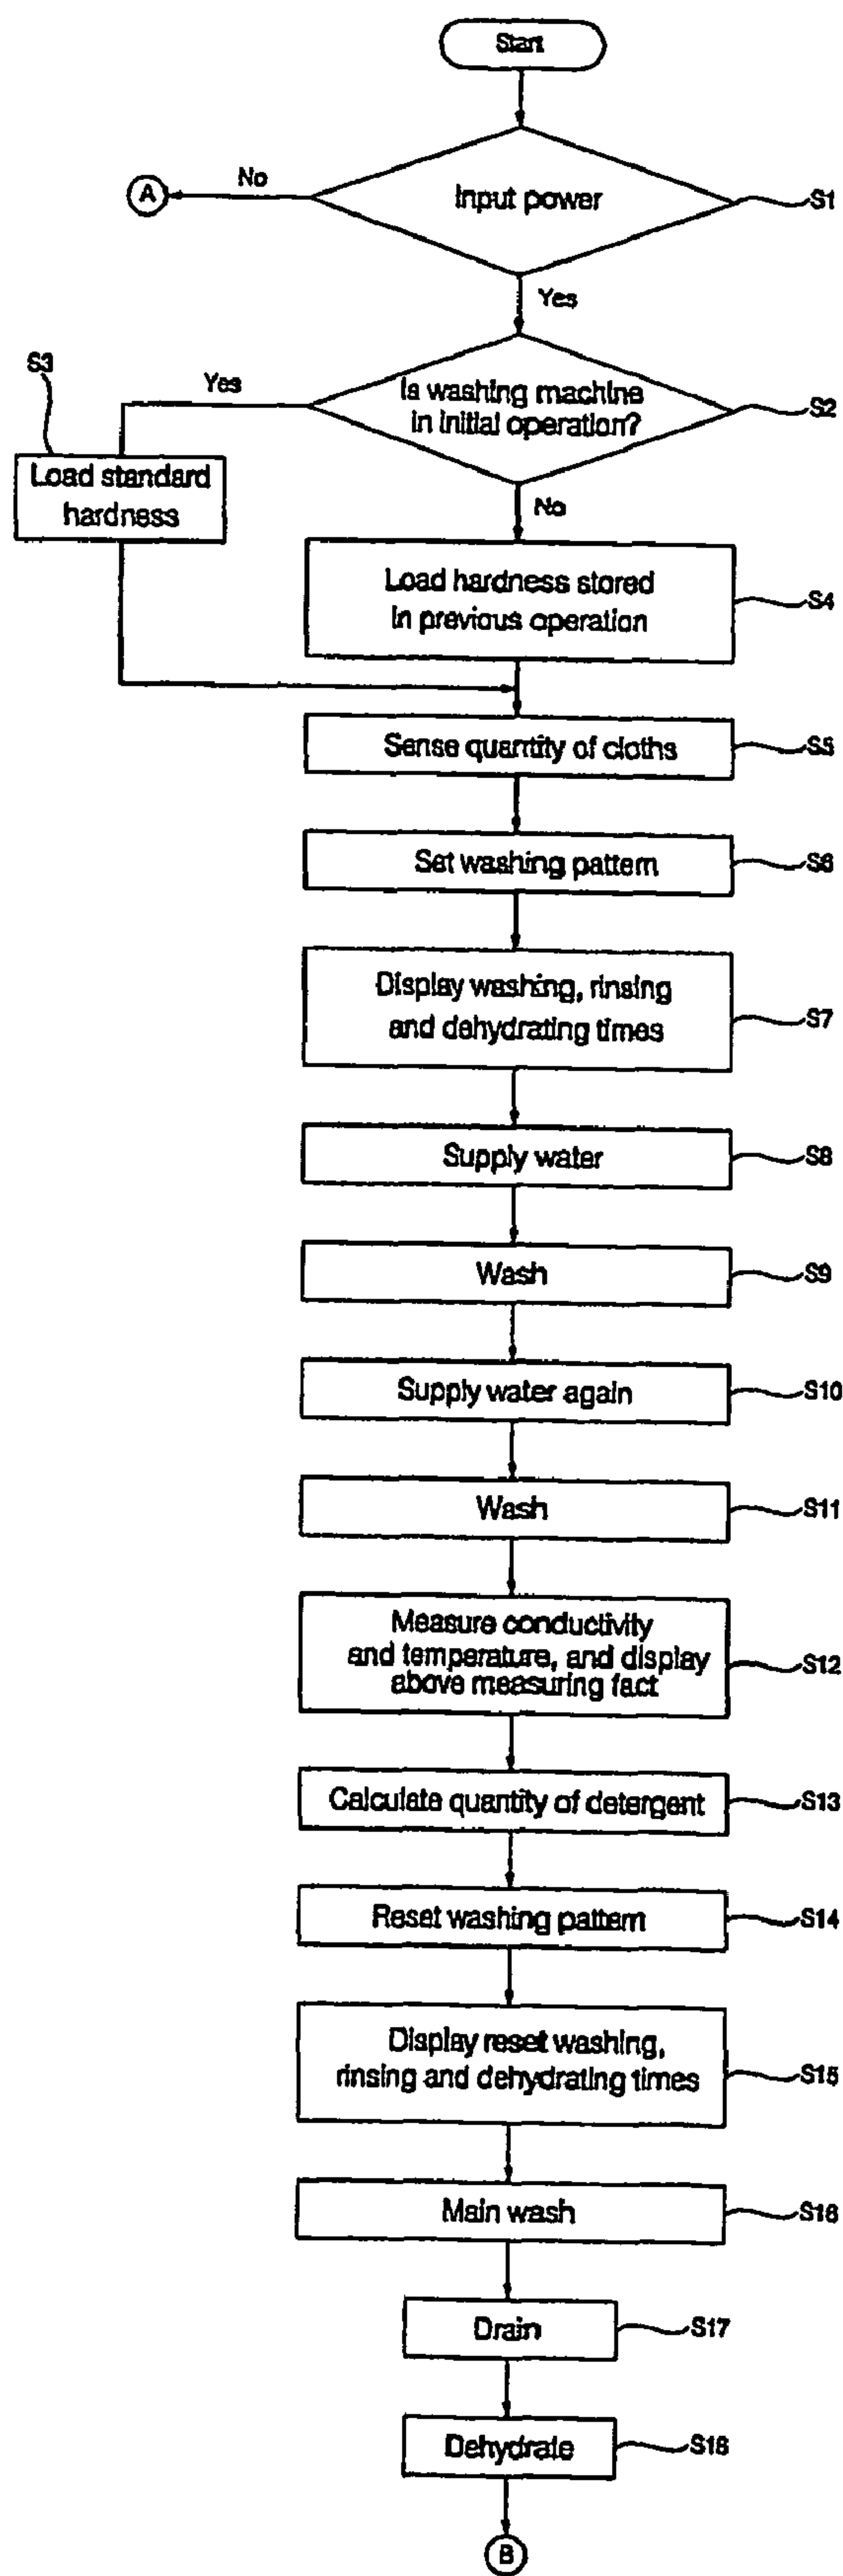 Start
Input power
S1
No
A
Yes
Is washing machine
in initial operation?
S2
Yes
S3
Load standard
hardness
No
Load hardness stored
in previous operation
S4
Sense quantity of cloths
S5
Set washing pattern
S6
Display washing, rinsing
and dehydrating times
S7
Supply water
S8
Wash
S9
Supply water again
S10
Wash
S11
Measure conductivity
and temperature, and display
above measuring fact
S12
Calculate quantity of detergent
S13
Reset washing pattern
S14
Display reset washing,
rinsing and dehydrating times
S15
Main wash
S16
Drain
S17
Dehydrate
S18
B